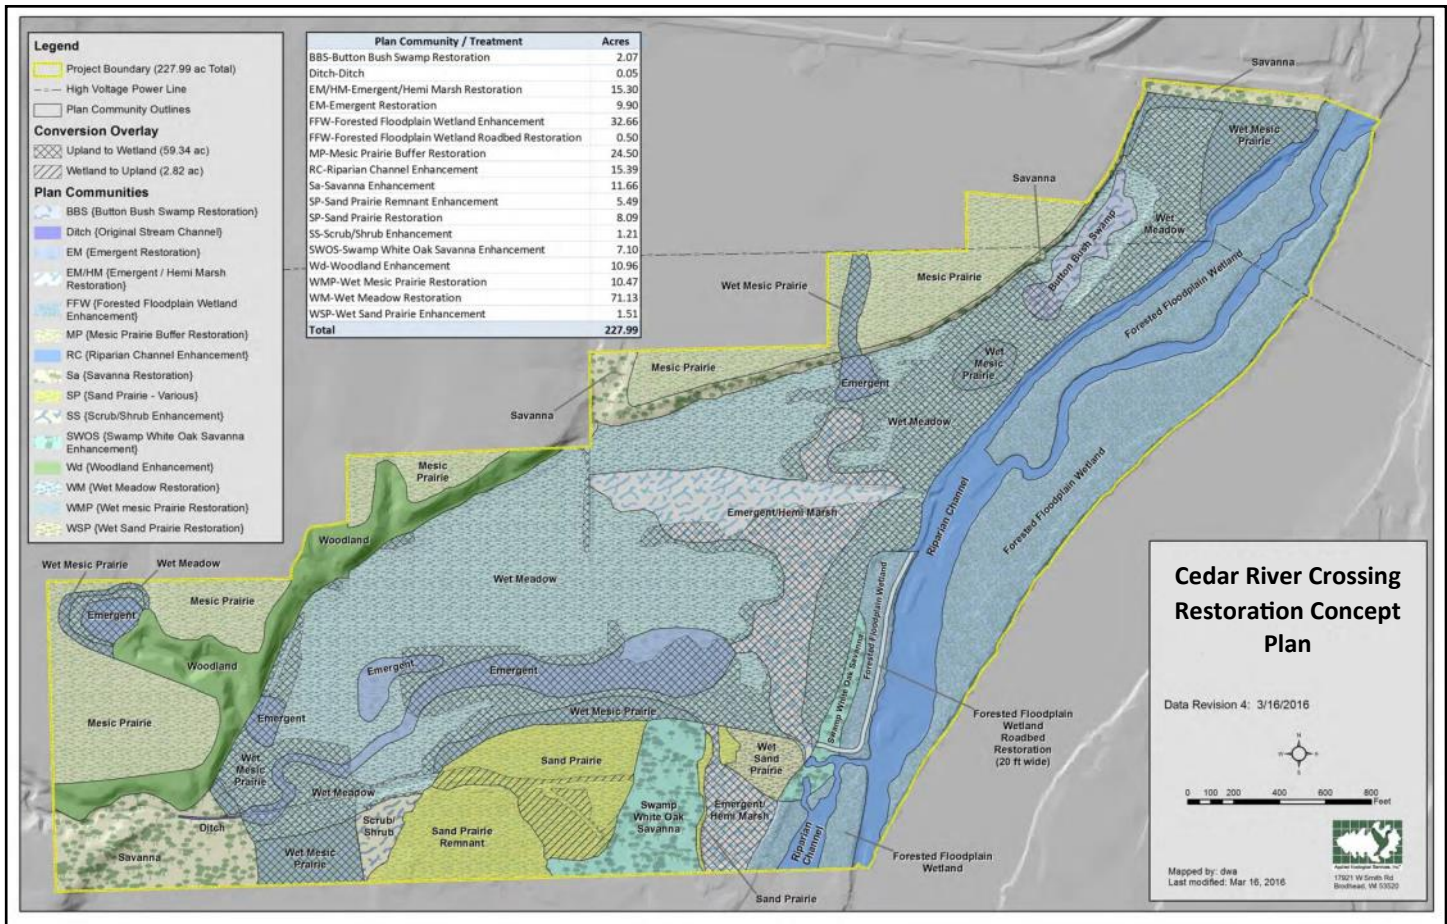 Legend
Project Boundary (227.99 ac Total)
High Voltage Power Line
Plan Community Outlines
Conversion Overlay
Upland to Wetland (59.34 ac)
Wetland to Upland (2.82 ac)
Plan Communities
BBS {Button Bush Swamp Restoration}
Ditch {Original Stream Channel}
EM {Emergent Restoration}
EM/HM {Emergent / Hemi Marsh
Restoration}
FFW {Forested Floodplain Wetland
Enhancement}
MP {Mesic Prairie Buffer Restoration}
RC {Riparian Channel Enhancement}
Sa {Savanna Restoration}
SP {Sand Prairie - Various}
SS {Scrub/Shrub Enhancement}
SWOS {Swamp White Oak Savanna
Enhancement}
Wd {Woodland Enhancement}
WM {Wet Meadow Restoration}
WMP {Wet mesic Prairie Restoration}
WSP {Wet Sand Prairie Restoration}
Plan Community / Treatment Acres
BBS-Button Bush Swamp Restoration 2.07
Ditch-Ditch 0.05
EM/HM-Emergent/Hemi Marsh Restoration 15.30
EM-Emergent Restoration 9.90
FFW-Forested Floodplain Wetland Enhancement 32.66
FFW-Forested Floodplain Wetland Roadbed Restoration 0.50
MP-Mesic Prairie Buffer Restoration 24.50
RC-Riparian Channel Enhancement 15.39
Sa-Savanna Enhancement 11.66
SP-Sand Prairie Remnant Enhancement 5.49
SP-Sand Prairie Restoration 8.09
SS-Scrub/Shrub Enhancement 1.21
SWOS-Swamp White Oak Savanna Enhancement 7.10
Wd-Woodland Enhancement 10.96
WMP-Wet Mesic Prairie Restoration 10.47
WM-Wet Meadow Restoration 71.13
WSP-Wet Sand Prairie Enhancement 1.51
Total 227.99
Savanna
Wet Mesic
Prairie
Savanna
Wet
Meadow
Button Bush Swamp
Mesic Prairie
Wet Mesic Prairie
Forested Floodplain Wetland
Wet
Mesic
Prairie
Mesic Prairie
Emergent
Savanna
Wet Meadow
Mesic
Prairie
Forested Floodplain Wetland
Emergent/Hemi Marsh
Riparian Channel
Woodland
Wet Mesic Prairie
Wet Meadow
Wet Meadow
Emergent
Mesic Prairie
Forested Floodplain Wetland
Swamp White Oak Savanna
Woodland
Emergent
Emergent
Mesic Prairie
Emergent
Wet Mesic Prairie
Forested Floodplain
Wetland
Roadbed
Restoration
(20 ft wide)
Wet
Mesic
Prairie
Sand Prairie
Wet
Sand
Prairie
Wet Meadow
Scrub/
Shrub
Swamp
White Oak
Savanna
Emergent/
Hemi Marsh
Ditch
Sand Prairie
Remnant
Riparian
Channel
Savanna
Wet Mesic
Prairie
Forested Floodplain
Wetland
Sand Prairie
Cedar River Crossing
Restoration Concept
Plan
Data Revision 4: 3/16/2016
N
W E
S
0 100 200 400 600 800
Feet
Mapped by: dwa
Last modified: Mar 16, 2016
Applied Ecological Services, Inc.
17921 W Smith Rd.
Brodhead, WI 53520